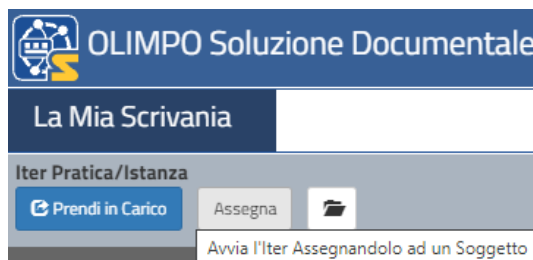 OLIMPO Soluzione Documentale
S
La Mia Scrivania
Iter Pratica/Istanza
Prendi in Carico Assegna
Avvia l'Iter Assegnandolo ad un Soggetto